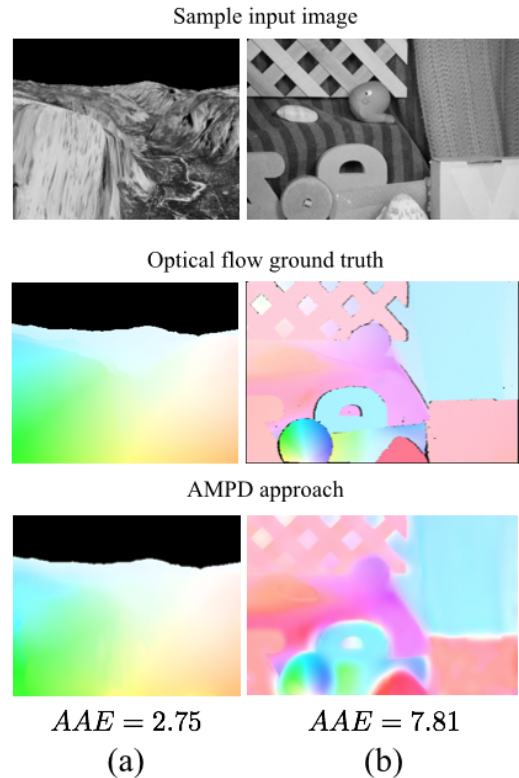 Sample input image
Optical flow ground truth
AMPD approach
AAE = 2.75 AAE = 7.81
(a) (b)